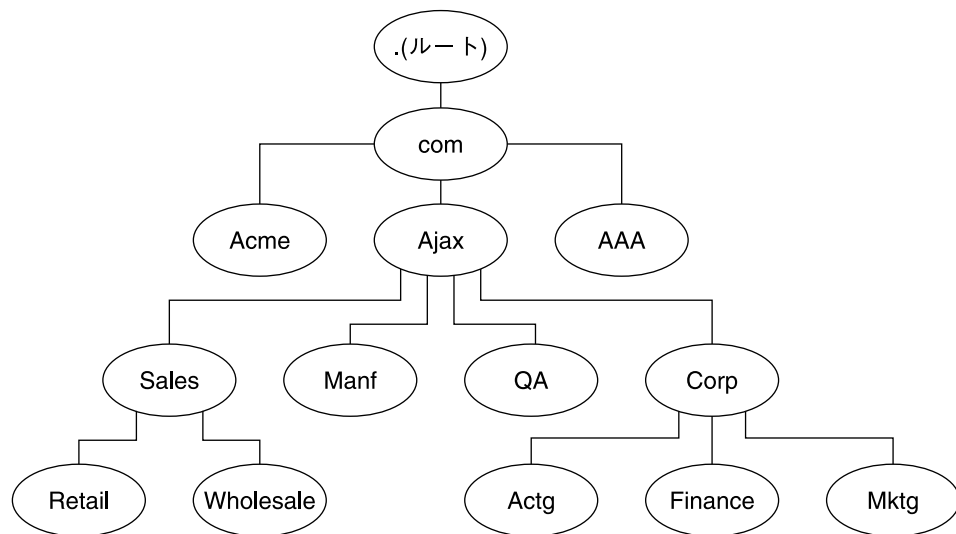 .(ルート)
com
Acme
Ajax
AAA
Sales
Manf
QA
Corp
Retail
Wholesale
Actg
Finance
Mktg